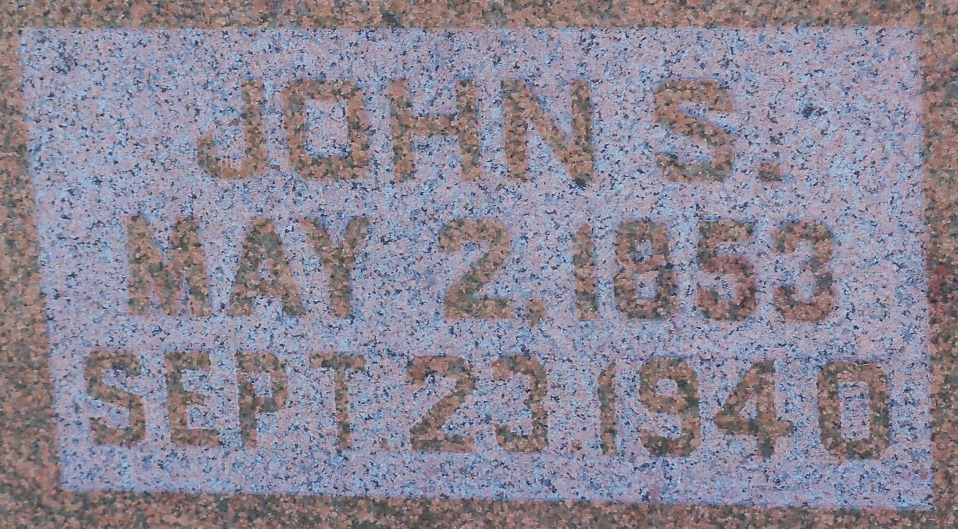 JOHN S.
MAY 2, 1853
SEPT. 23 1940